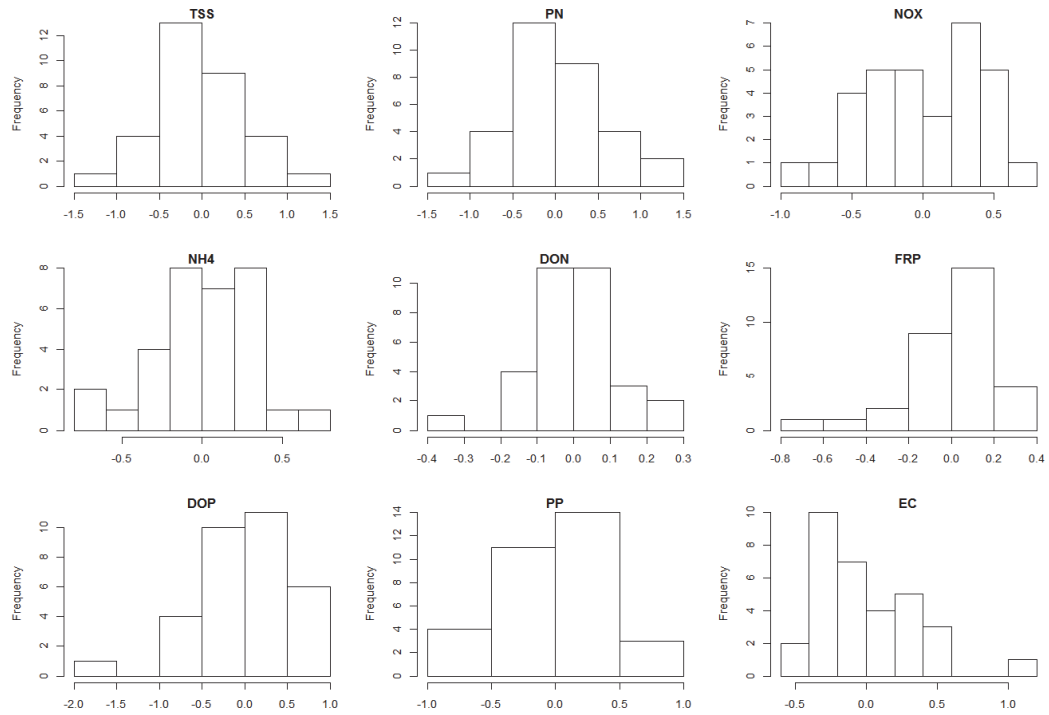 TSS
Frequency
0 2 4 6 8 10 12
-1.5 -1.0 -0.5 0.0 0.5 1.0 1.5
PN
Frequency
0 2 4 6 8 10 12
-1.5 -1.0 -0.5 0.0 0.5 1.0 1.5
NOX
Frequency
0 1 2 3 4 5 6 7
-1.0 -0.5 0.0 0.5
NH4
Frequency
0 2 4 6 8
-0.5 0.0 0.5
DON
Frequency
0 2 4 6 8 10
-0.4 -0.3 -0.2 -0.1 0.0 0.1 0.2 0.3
FRP
Frequency
0 5 10 15
-0.8 -0.6 -0.4 -0.2 0.0 0.2 0.4
DOP
Frequency
0 2 4 6 8 10
-2.0 -1.5 -1.0 -0.5 0.0 0.5 1.0
PP
Frequency
0 2 4 6 8 10 12 14
-1.0 -0.5 0.0 0.5 1.0
EC
Frequency
0 2 4 6 8 10
-0.5 0.0 0.5 1.0